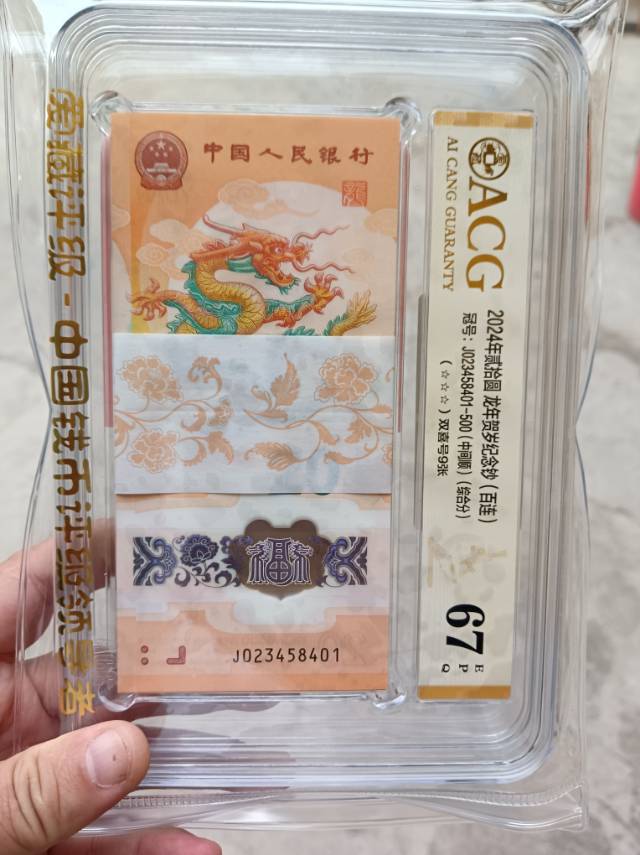 爱藏评级-中国钱币评级领导者
中国人民银行
J023458401
ACG
AI CANG GUARANTY
2024年贰拾圆 龙年贺岁纪念钞（百连）
冠号：J023458401-500（中间顺）（综合分）
（☆☆☆）双喜号9张
67
E
P
Q